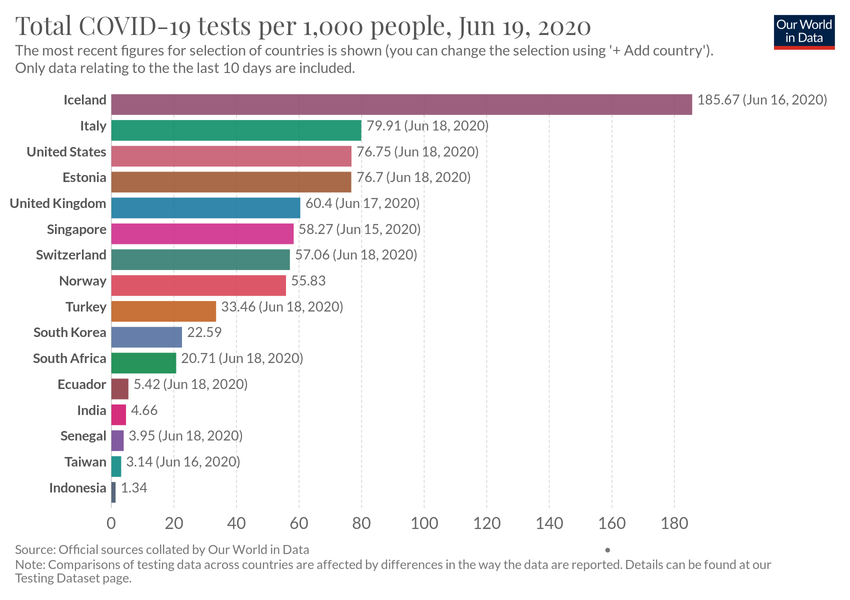 Total COVID-19 tests per 1,000 people, Jun 19, 2020
Our World
in Data
The most recent figures for selection of countries is shown (you can change the selection using '+ Add country').
Only data relating to the the last 10 days are included.
Iceland 185.67 (Jun 16, 2020)
Italy 79.91 (Jun 18, 2020)
United States 76.75 (Jun 18, 2020)
Estonia 76.7 (Jun 18, 2020)
United Kingdom 60.4 (Jun 17, 2020)
Singapore 58.27 (Jun 15, 2020)
Switzerland 57.06 (Jun 18, 2020)
Norway 55.83
Turkey 33.46 (Jun 18, 2020)
South Korea 22.59
South Africa 20.71 (Jun 18, 2020)
Ecuador 5.42 (Jun 18, 2020)
India 4.66
Senegal 3.95 (Jun 18, 2020)
Taiwan 3.14 (Jun 16, 2020)
Indonesia 1.34
0 20 40 60 80 100 120 140 160 180
Source: Official sources collated by Our World in Data •
Note: Comparisons of testing data across countries are affected by differences in the way the data are reported. Details can be found at our
Testing Dataset page.